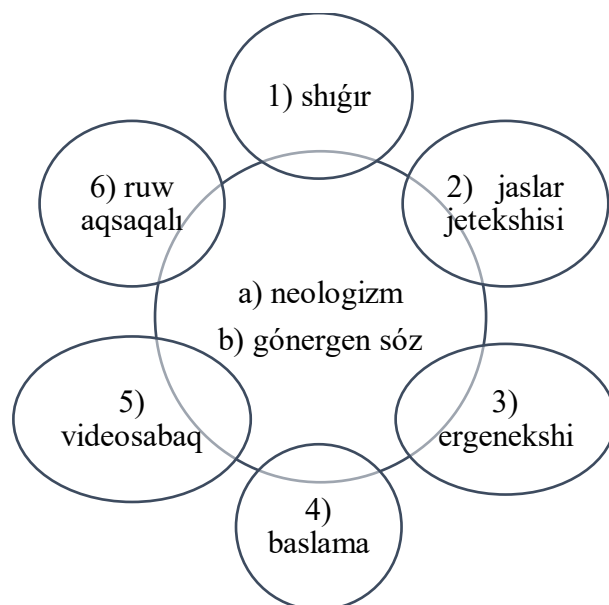 1) shıǵır
2) jaslar
jetekshisi
3)
ergenekshi
4)
baslama
5)
videosabaq
6) ruw
aqsaqalı
a) neologizm
b) gónergen sóz